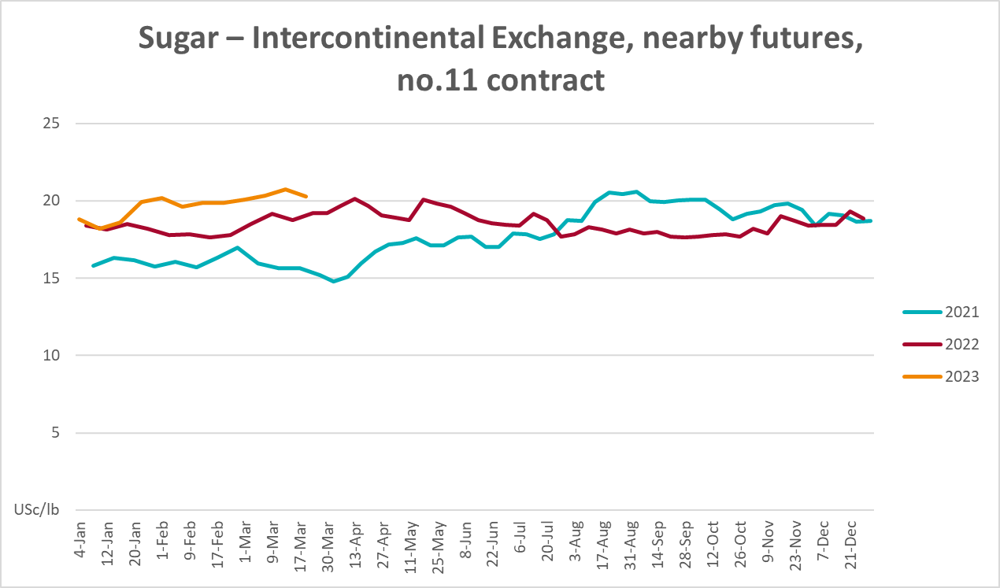 Sugar – Intercontinental Exchange, nearby futures,
no.11 contract
25
20
15
10
5
USc/lb
4-Jan
12-Jan
20-Jan
1-Feb
9-Feb
17-Feb
1-Mar
9-Mar
17-Mar
30-Mar
13-Apr
27-Apr
11-May
25-May
8-Jun
22-Jun
6-Jul
20-Jul
3-Aug
17-Aug
31-Aug
14-Sep
28-Sep
12-Oct
26-Oct
9-Nov
23-Nov
7-Dec
21-Dec
2021
2022
2023